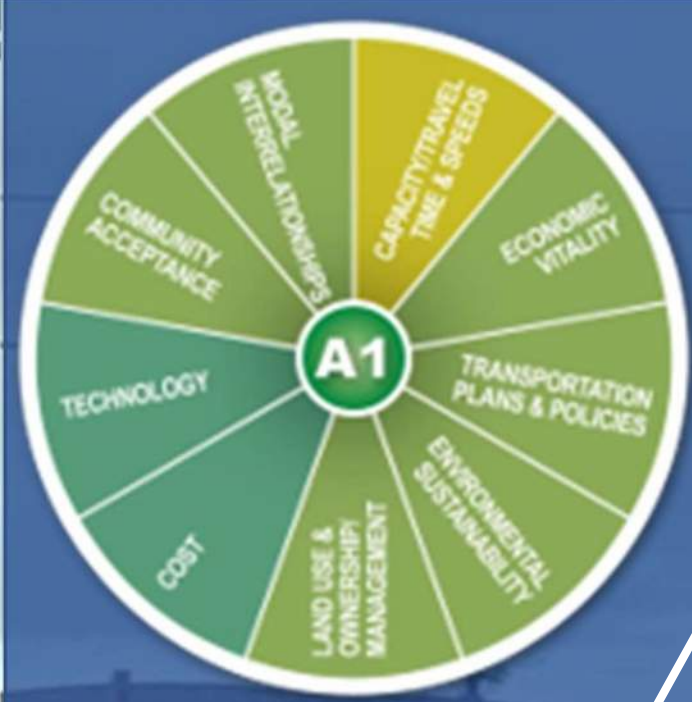 CAPACITY/TRAVEL
TIME & SPEEDS
ECONOMIC
VITALITY
TRANSPORTATION
PLANS & POLICIES
ENVIRONMENTAL
SUSTAINABILITY
LAND USE &
OWNERSHIP/
MANAGEMENT
COST
TECHNOLOGY
COMMUNITY
ACCEPTANCE
MODAL
INTERRELATIONSHIPS
A1